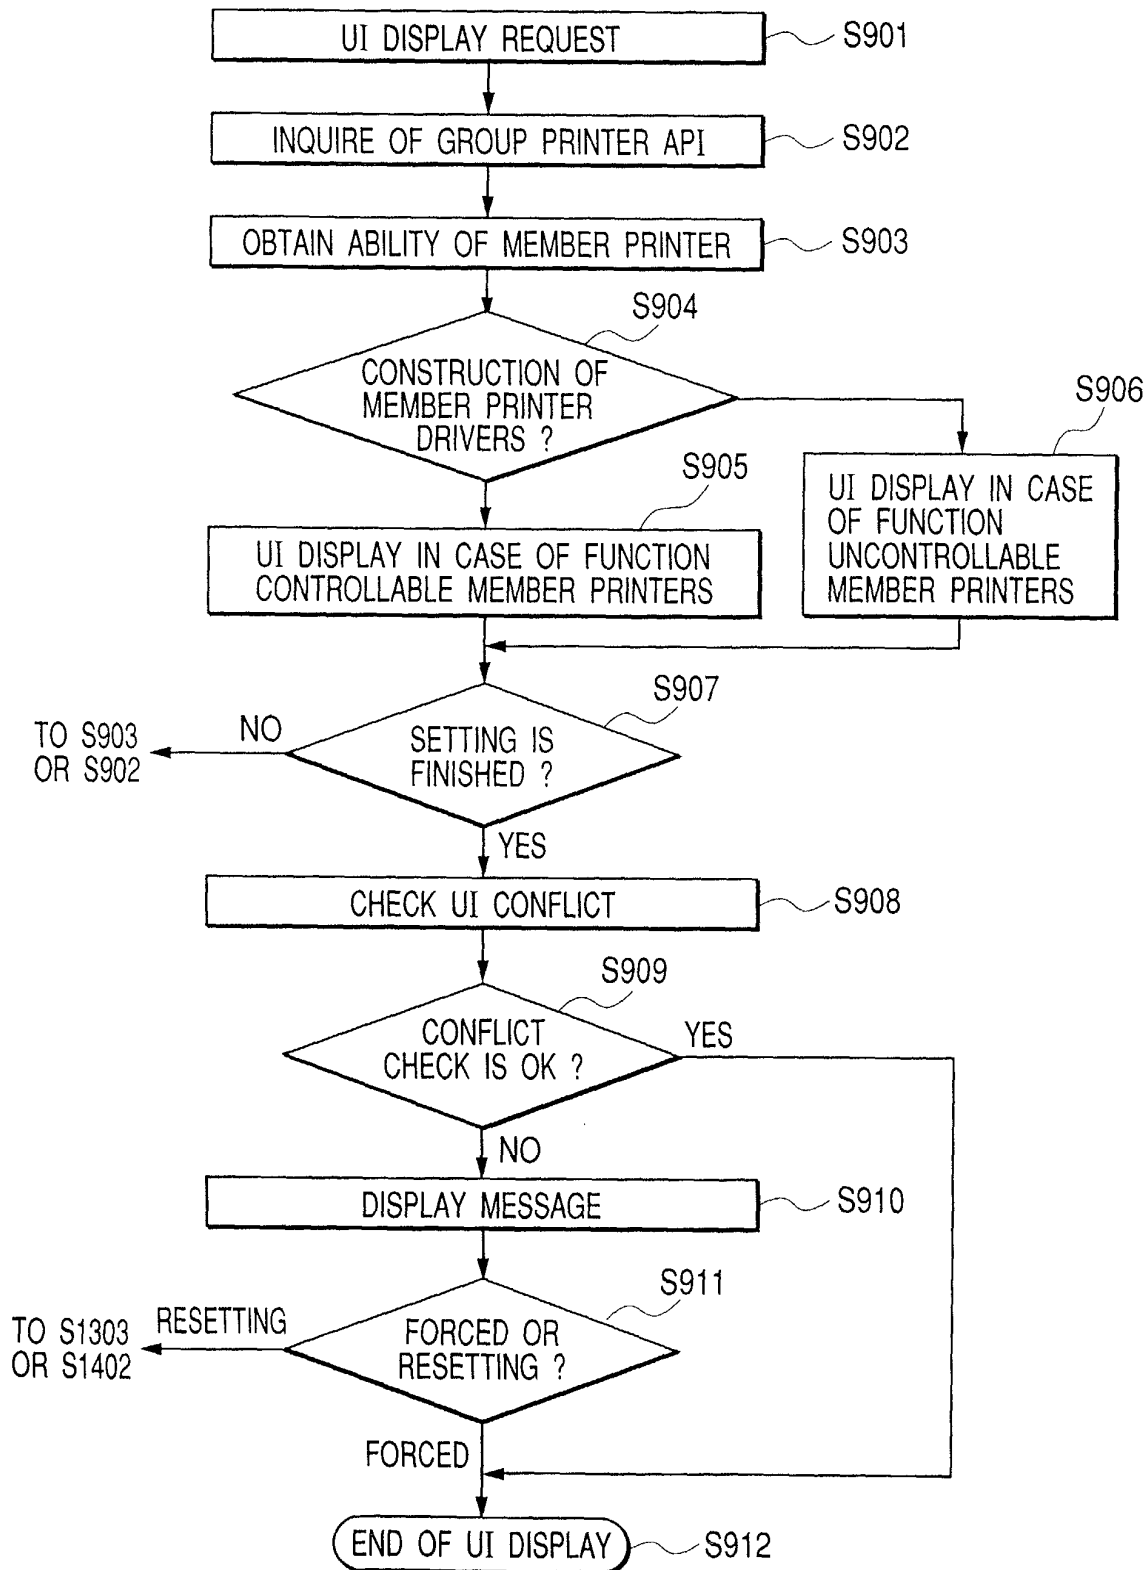 UI DISPLAY REQUEST
S901
INQUIRE OF GROUP PRINTER API
S902
OBTAIN ABILITY OF MEMBER PRINTER
S903
S904
CONSTRUCTION OF
MEMBER PRINTER
DRIVERS ?
S906
S905
UI DISPLAY IN CASE OF FUNCTION
CONTROLLABLE MEMBER PRINTERS
UI DISPLAY IN CASE
OF FUNCTION
UNCONTROLLABLE
MEMBER PRINTERS
S907
TO S903
OR S902
NO
SETTING IS
FINISHED ?
YES
CHECK UI CONFLICT
S908
S909
CONFLICT
CHECK IS OK ?
YES
NO
DISPLAY MESSAGE
S910
S911
TO S1303
OR S1402
RESETTING
FORCED OR
RESETTING ?
FORCED
END OF UI DISPLAY
S912